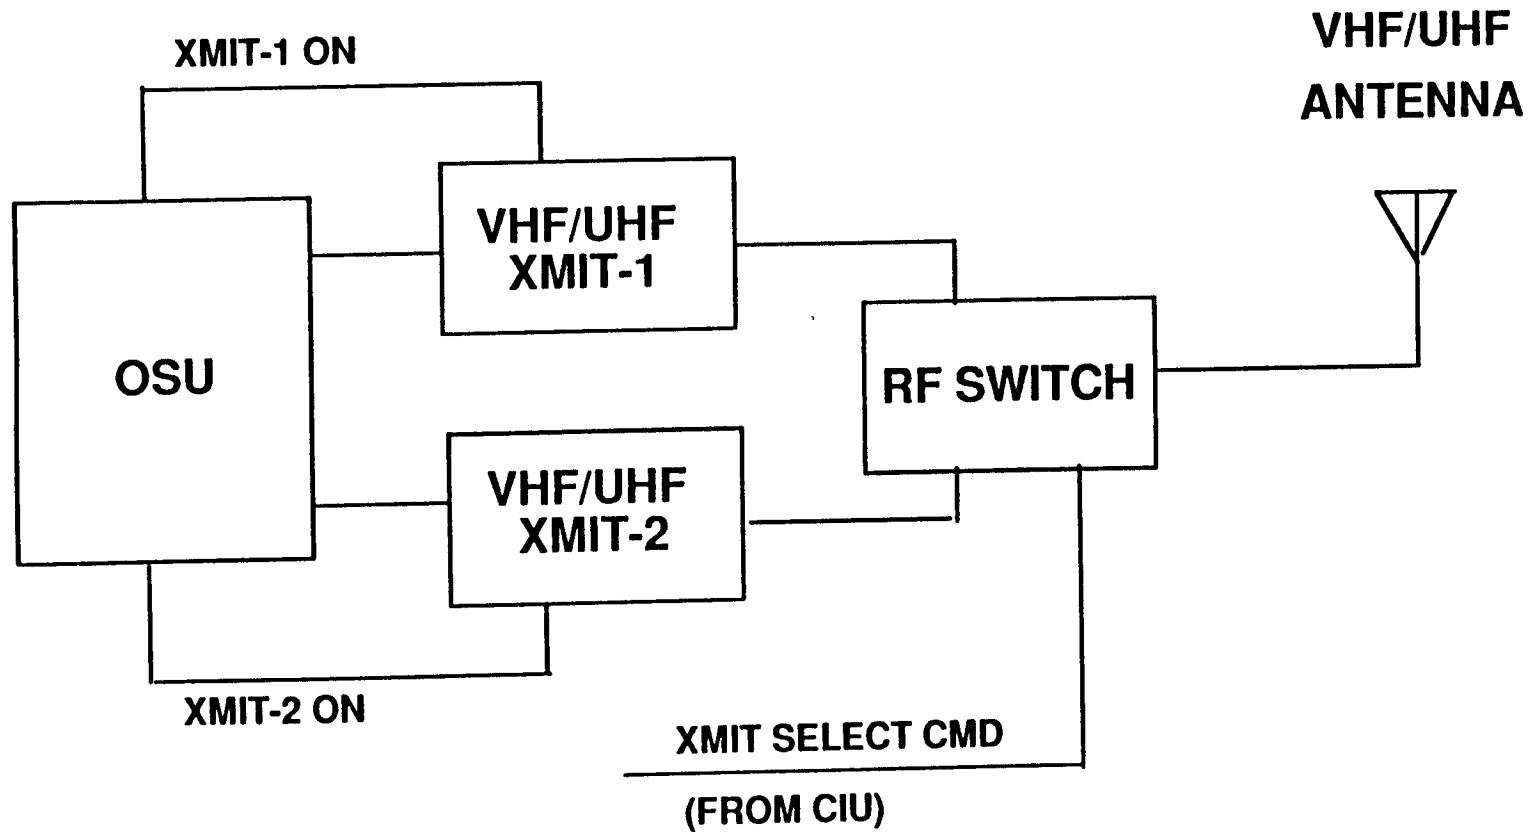 XMIT-1 ON
VHF/UHF
ANTENNA
VHF/UHF
XMIT-1
OSU
RF SWITCH
VHF/UHF
XMIT-2
XMIT-2 ON
XMIT SELECT CMD
(FROM CIU)